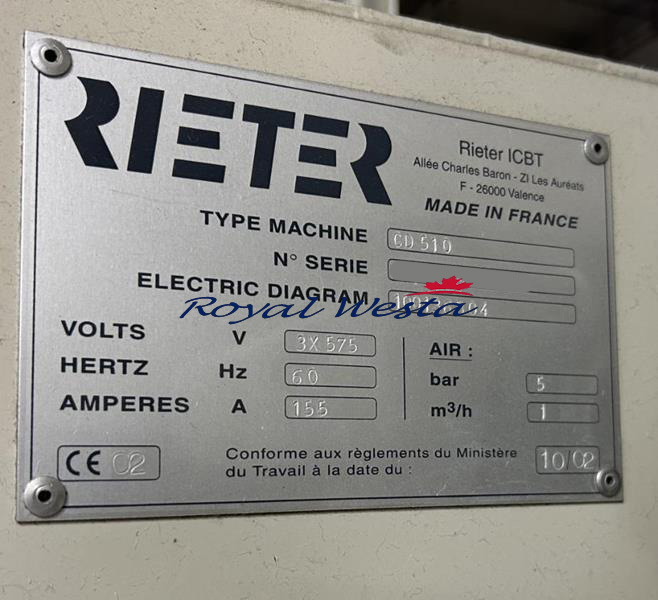 RIETER
Rieter ICBT
Allée Charles Baron - ZI Les Auréats
F - 26000 Valence
MADE IN FRANCE
TYPE MACHINE CD 510
N° SERIE
ELECTRIC DIAGRAM
Royal Westa
VOLTS V 3X575
HERTZ Hz 60
AMPERES A 155
AIR :
bar 5
m³/h 1
CE 02
Conforme aux règlements du Ministère
du Travail à la date du : 10/02